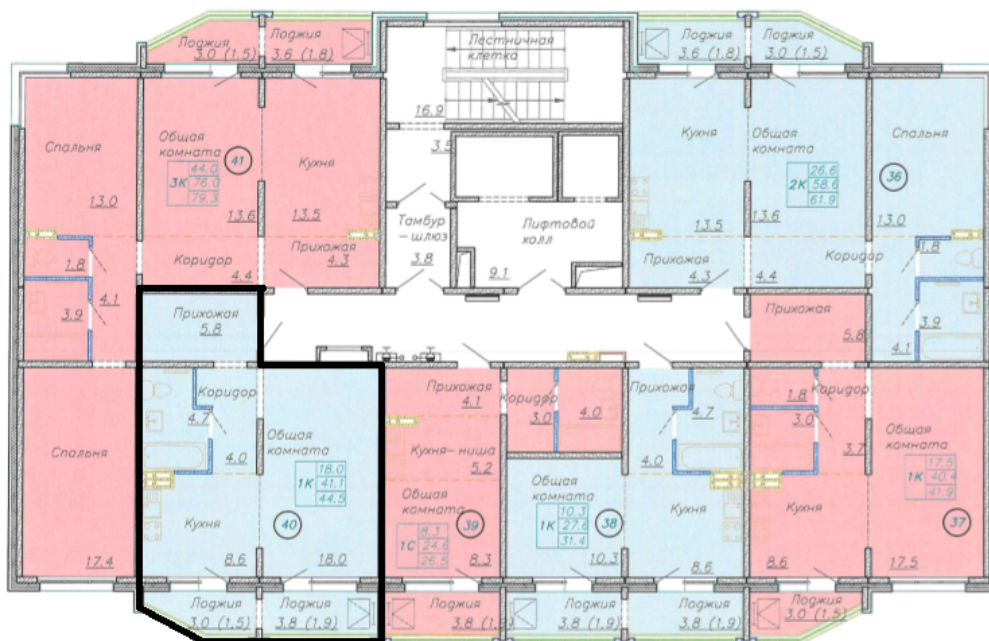 Лоджия
3.0 (1.5)
Лоджия
3.6 (1.8)
Лестничная
клетка
16.9
Лоджия
3.6 (1.8)
Лоджия
3.0 (1.5)
Спальня
13.0
Общая
комната
41
3К
44.0
76.0
79.3
13.6
Кухня
13.5
3.5
Тамбур
-шлюз
3.8
Лифтовой
холл
9.1
Кухня
13.5
Общая
комната
2К
26.6
58.6
61.9
13.6
Спальня
36
13.0
1.8
3.9
4.1
Коридор
4.4
Прихожая
4.3
Прихожая
4.3
4.4
Коридор
1.8
3.9
4.1
Прихожая
5.8
5.8
Спальня
17.4
Коридор
4.7
4.0
Общая
комната
1К
18.0
41.1
44.5
40
Кухня
8.6
18.0
Прихожая
4.1
Кухня-ниша
5.2
Общая
комната
1С
8.3
24.6
26.5
39
8.3
Коридор
3.0
4.0
Общая
комната
1К
10.3
27.6
31.4
38
10.3
Прихожая
4.7
4.0
Кухня
8.6
Коридор
1.8
3.0
3.7
Кухня
8.6
Общая
комната
1К
17.5
40.4
41.9
37
17.5
Лоджия
3.0 (1.5)
Лоджия
3.8 (1.9)
Лоджия
3.8 (1.9)
Лоджия
3.8 (1.9)
Лоджия
3.8 (1.9)
Лоджия
3.0 (1.5)